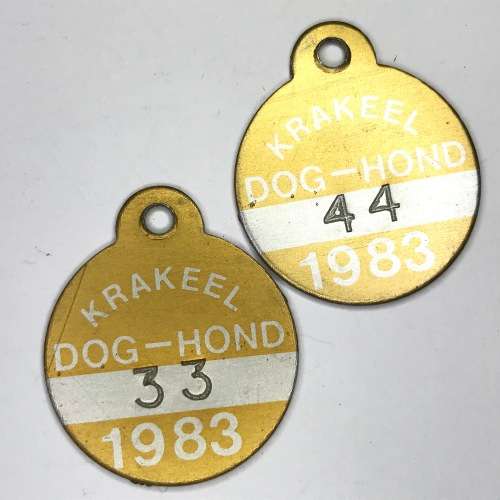 KRAKEEL
DOG-HOND
44
1983
KRAKEEL
DOG-HOND
33
1983